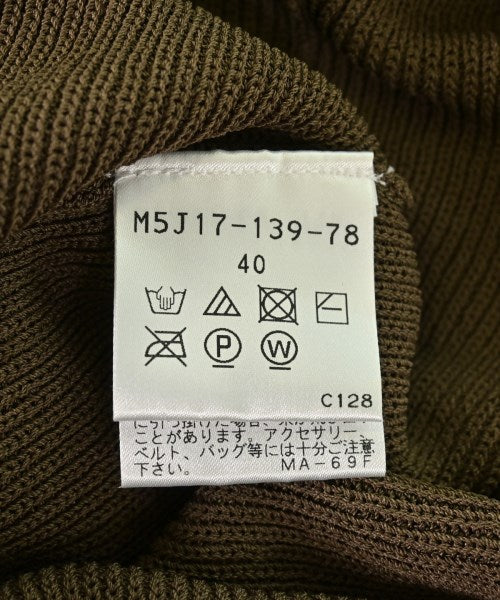 M5J17-139-78
40
P W
C128
ことがあります。アクセサリー、
ベルト、バッグ等には十分ご注意
下さい。
MA-69F